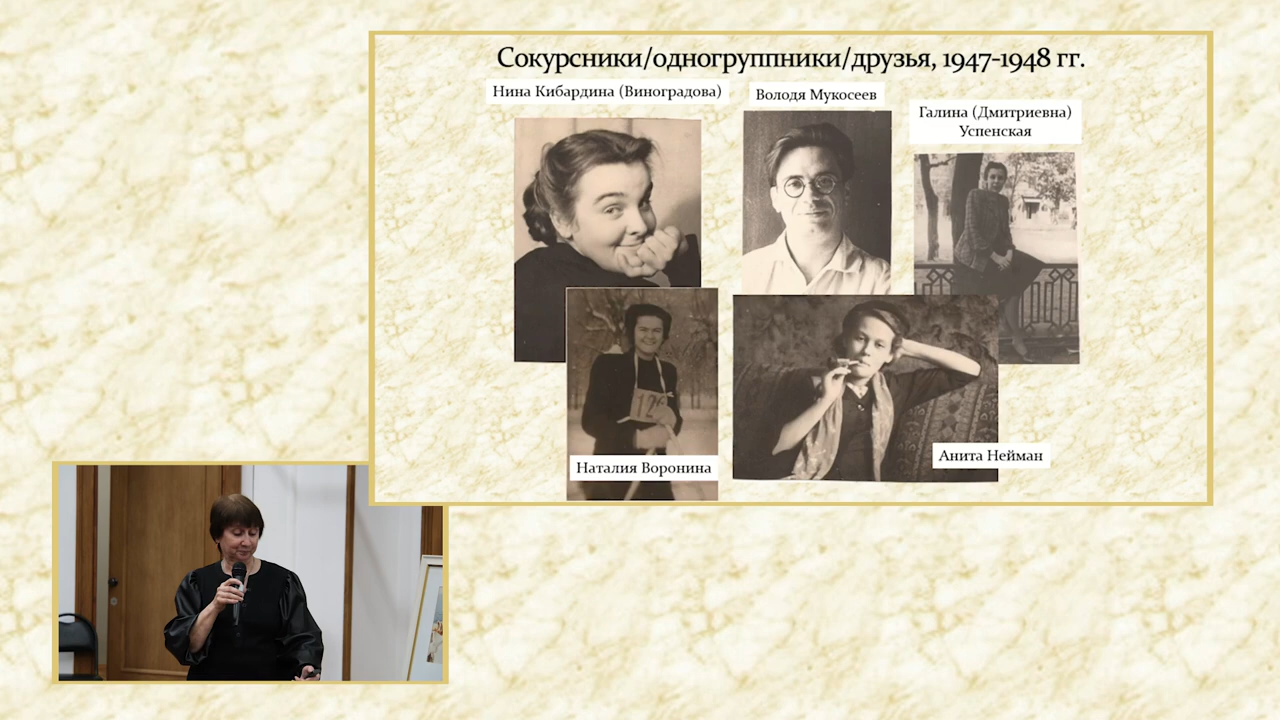 Сокурсники/одногруппники/друзья, 1947-1948 гг.
Нина Кибардина (Виноградова)
Володя Мукосеев
Галина (Дмитриевна)
Успенская
Наталия Воронина
Анита Нейман